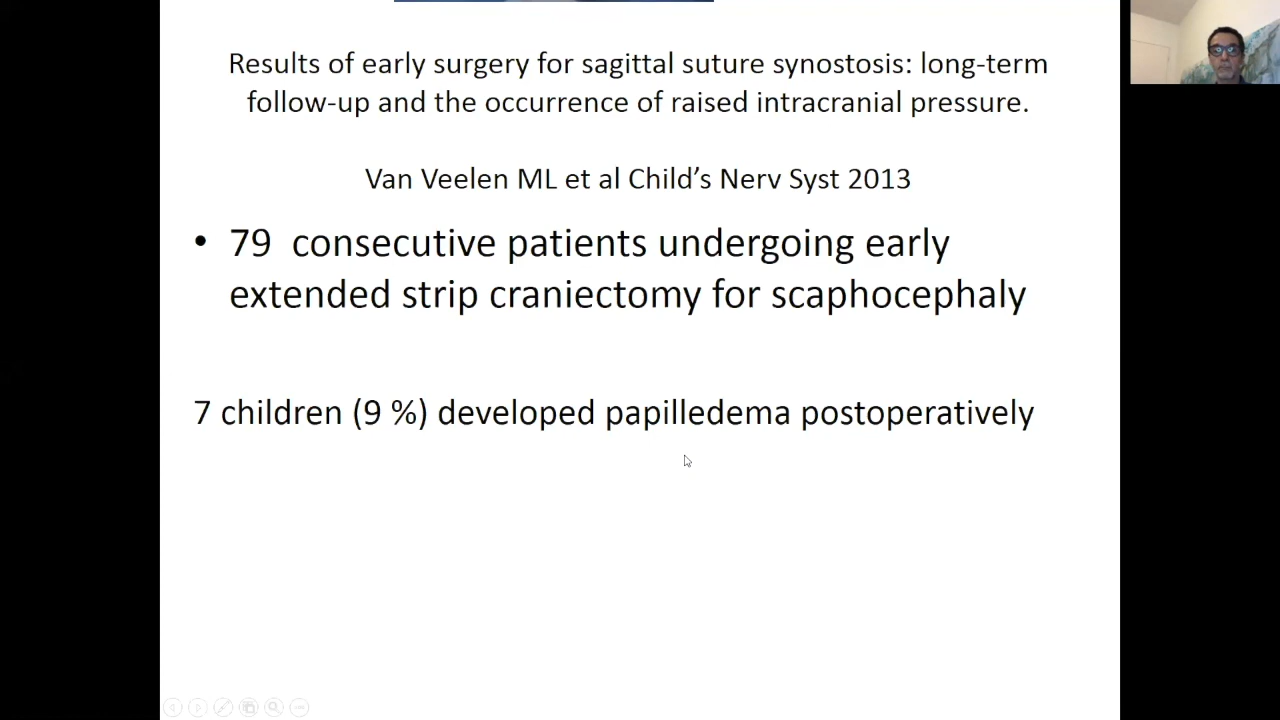 Results of early surgery for sagittal suture synostosis: long-term
follow-up and the occurrence of raised intracranial pressure.
Van Veelen ML et al Child’s Nerv Syst 2013
• 79  consecutive patients undergoing early
extended strip craniectomy for scaphocephaly
7 children (9 %) developed papilledema postoperatively